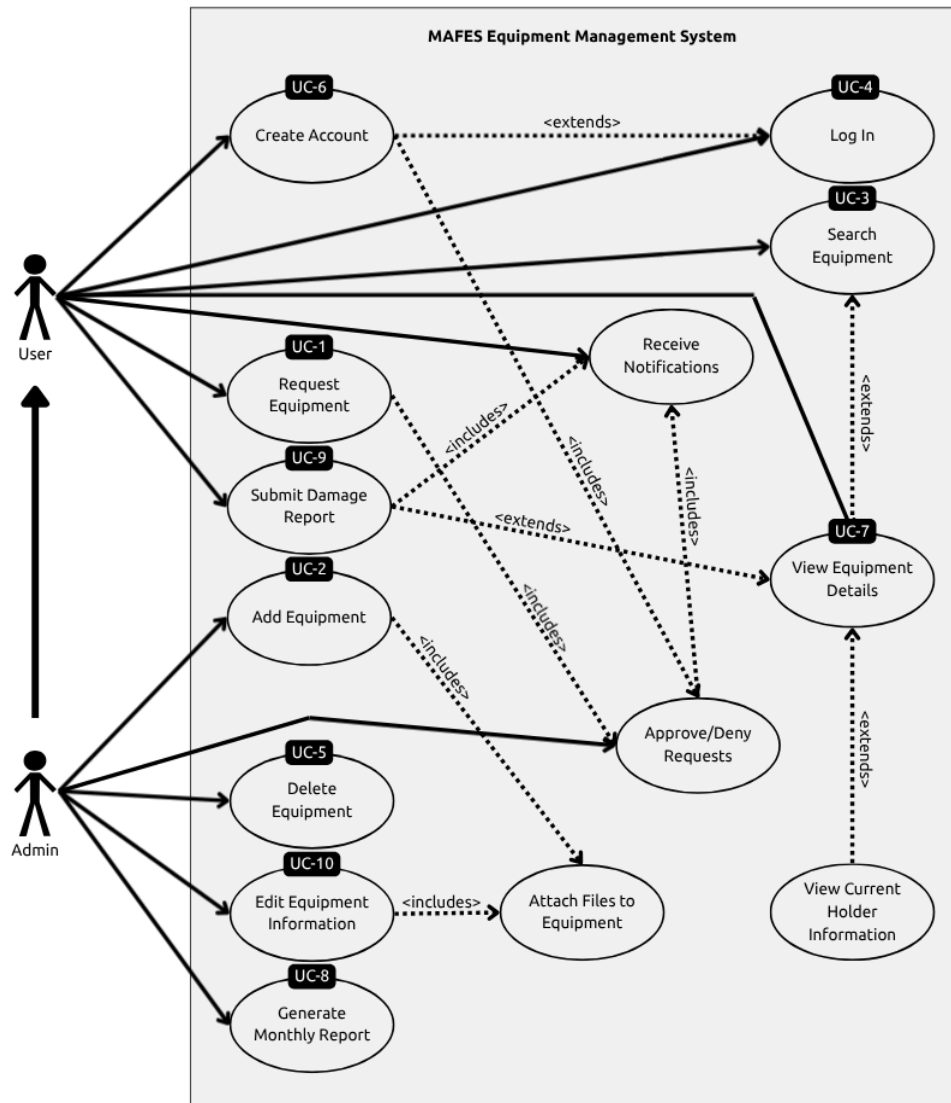 MAFES Equipment Management System
UC-6
Create Account
<extends>
UC-4
Log In
UC-3
Search
Equipment
User
UC-1
Request
Equipment
Receive
Notifications
<includes>
<includes>
<includes>
<extends>
UC-9
Submit Damage
Report
<extends>
UC-7
View Equipment
Details
UC-2
Add Equipment
<includes>
<includes>
Approve/Deny
Requests
<extends>
Admin
UC-5
Delete
Equipment
UC-10
Edit Equipment
Information
<includes>
Attach Files to
Equipment
View Current
Holder
Information
UC-8
Generate
Monthly Report